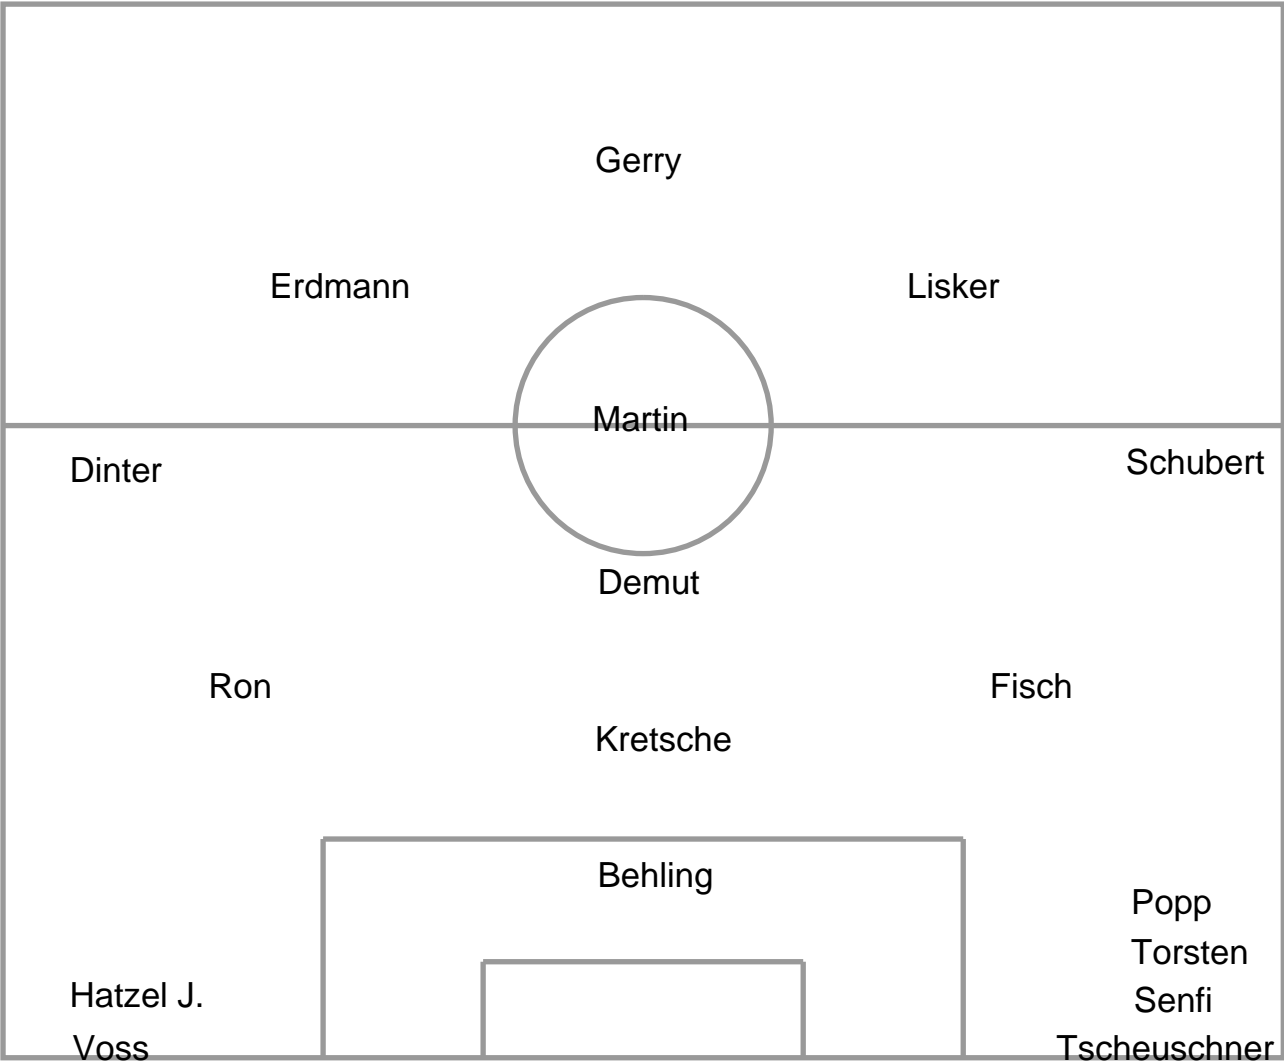 Gerry
Erdmann Lisker
Martin
Dinter Schubert
Demut
Ron Fisch
Kretsche
Behling
Popp
Torsten
Hatzel J. Senfi
Voss Tscheuschner